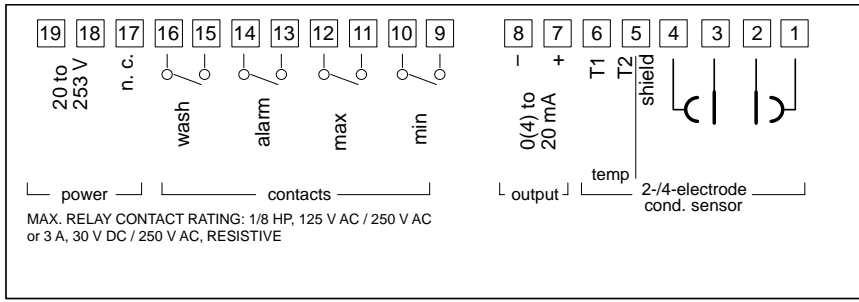 19 18 17 16 15 14 13 12 11 10 9 8 7 6 5 4 3 2 1
20 to
253 V
n. c.
wash
alarm
max
min
–
+
0(4) to
20 mA
T1
T2
shield
temp
power
contacts
output
2-/4-electrode
cond. sensor
MAX. RELAY CONTACT RATING: 1/8 HP, 125 V AC / 250 V AC
or 3 A, 30 V DC / 250 V AC, RESISTIVE